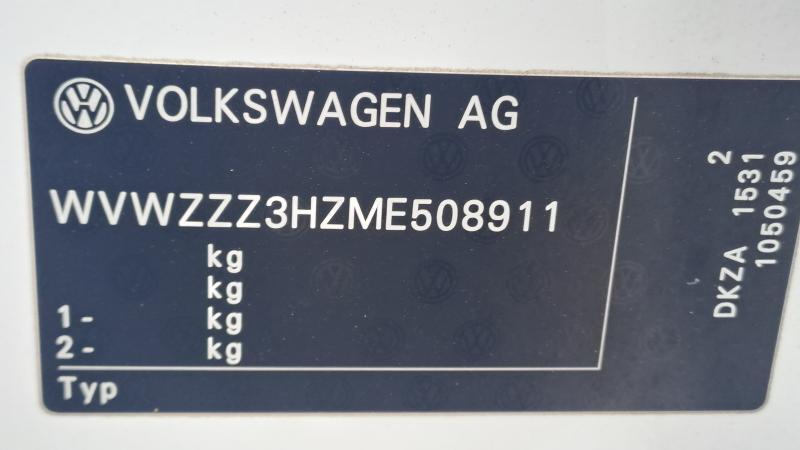 VOLKSWAGEN AG
WVWZZZ3HZME508911
kg
kg
1- kg
2- kg
Typ
2
DKZA 1531
1050459